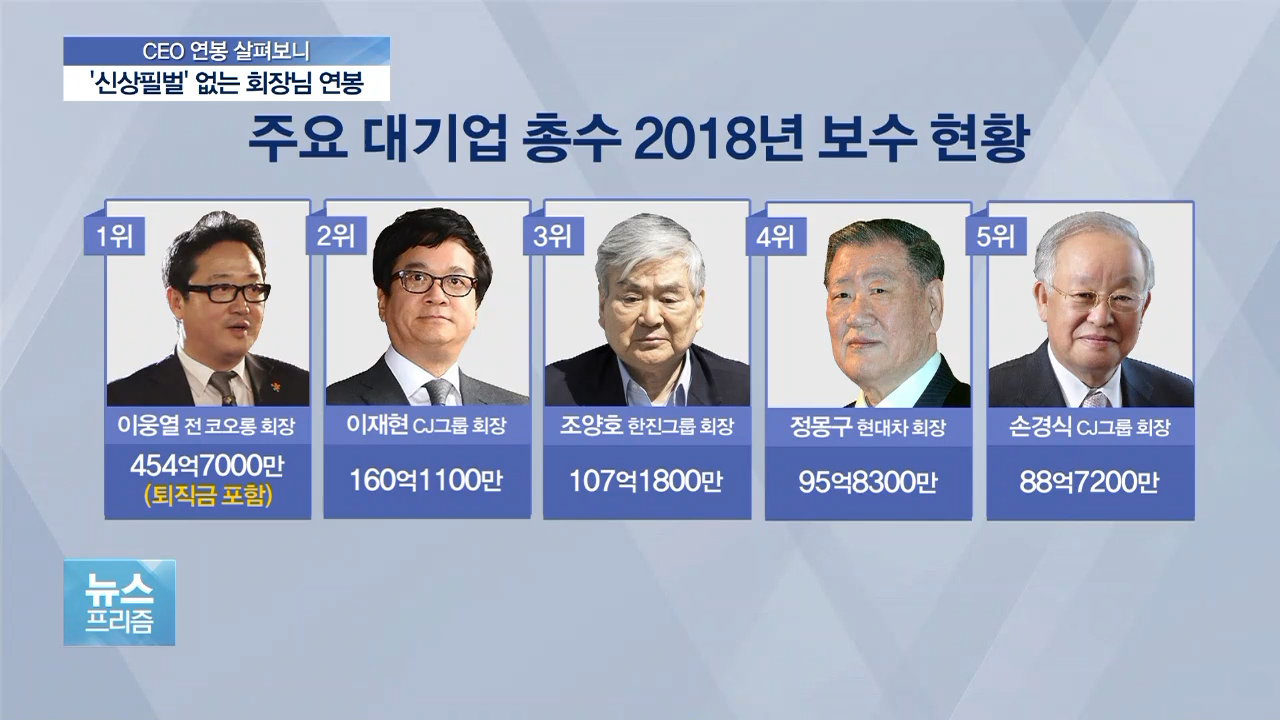 CEO 연봉 살펴보니
'신상필벌' 없는 회장님 연봉
주요 대기업 총수 2018년 보수 현황
1위
이웅열 전 코오롱 회장
454억7000만
(퇴직금 포함)
2위
이재현 CJ그룹 회장
160억1100만
3위
조양호 한진그룹 회장
107억1800만
4위
정몽구 현대차 회장
95억8300만
5위
손경식 CJ그룹 회장
88억7200만
뉴스
프리즘